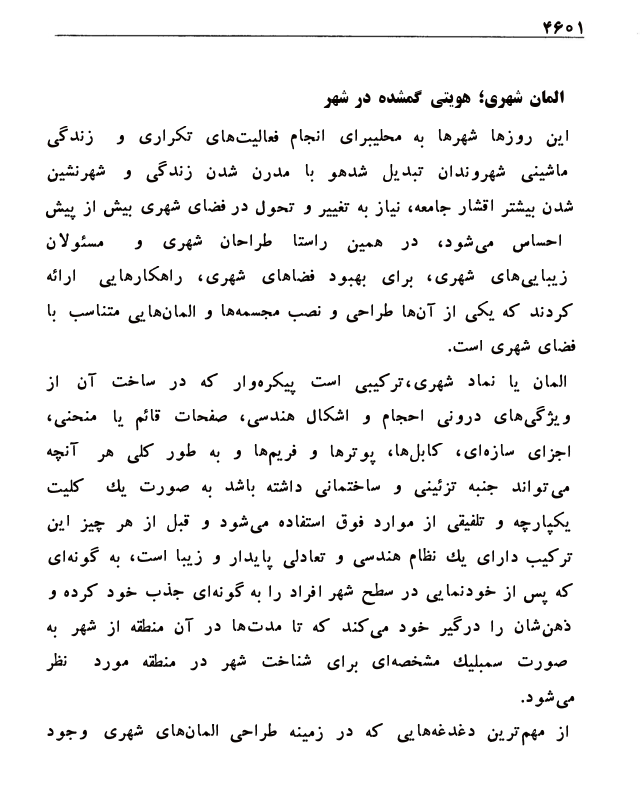 ۴۶۰۱
المان شهری؛ هویتی گمشده در شهر
این روزها شهرها به محلیبرای انجام فعالیت‌های تکراری و زندگی
ماشینی شهروندان تبدیل شدهو با مدرن شدن زندگی و شهرنشین
شدن بیشتر اقشار جامعه، نیاز به تغییر و تحول در فضای شهری بیش از پیش
احساس می‌شود، در همین راستا طراحان شهری و مسئولان
زیبایی‌های شهری، برای بهبود فضاهای شهری، راهکارهایی ارائه
کردند که یکی از آن‌ها طراحی و نصب مجسمه‌ها و المان‌هایی متناسب با
فضای شهری است.
المان یا نماد شهری،ترکیبی است پیکره‌وار که در ساخت آن از
ویژگی‌های درونی احجام و اشکال هندسی، صفحات قائم یا منحنی،
اجزای سازه‌ای، کابل‌ها، پوترها و فریم‌ها و به طور کلی هر آنچه
می‌تواند جنبه تزئینی و ساختمانی داشته باشد به صورت یك کلیت
یکپارچه و تلفیقی از موارد فوق استفاده می‌شود و قبل از هر چیز این
ترکیب دارای یك نظام هندسی و تعادلی پایدار و زیبا است، به گونه‌ای
که پس از خودنمایی در سطح شهر افراد را به گونه‌ای جذب خود کرده و
ذهن‌شان را درگیر خود می‌کند که تا مدت‌ها در آن منطقه از شهر به
صورت سمبلیك مشخصه‌ای برای شناخت شهر در منطقه مورد نظر
می‌شود.
از مهم‌ترین دغدغه‌هایی که در زمینه طراحی المان‌های شهری وجود